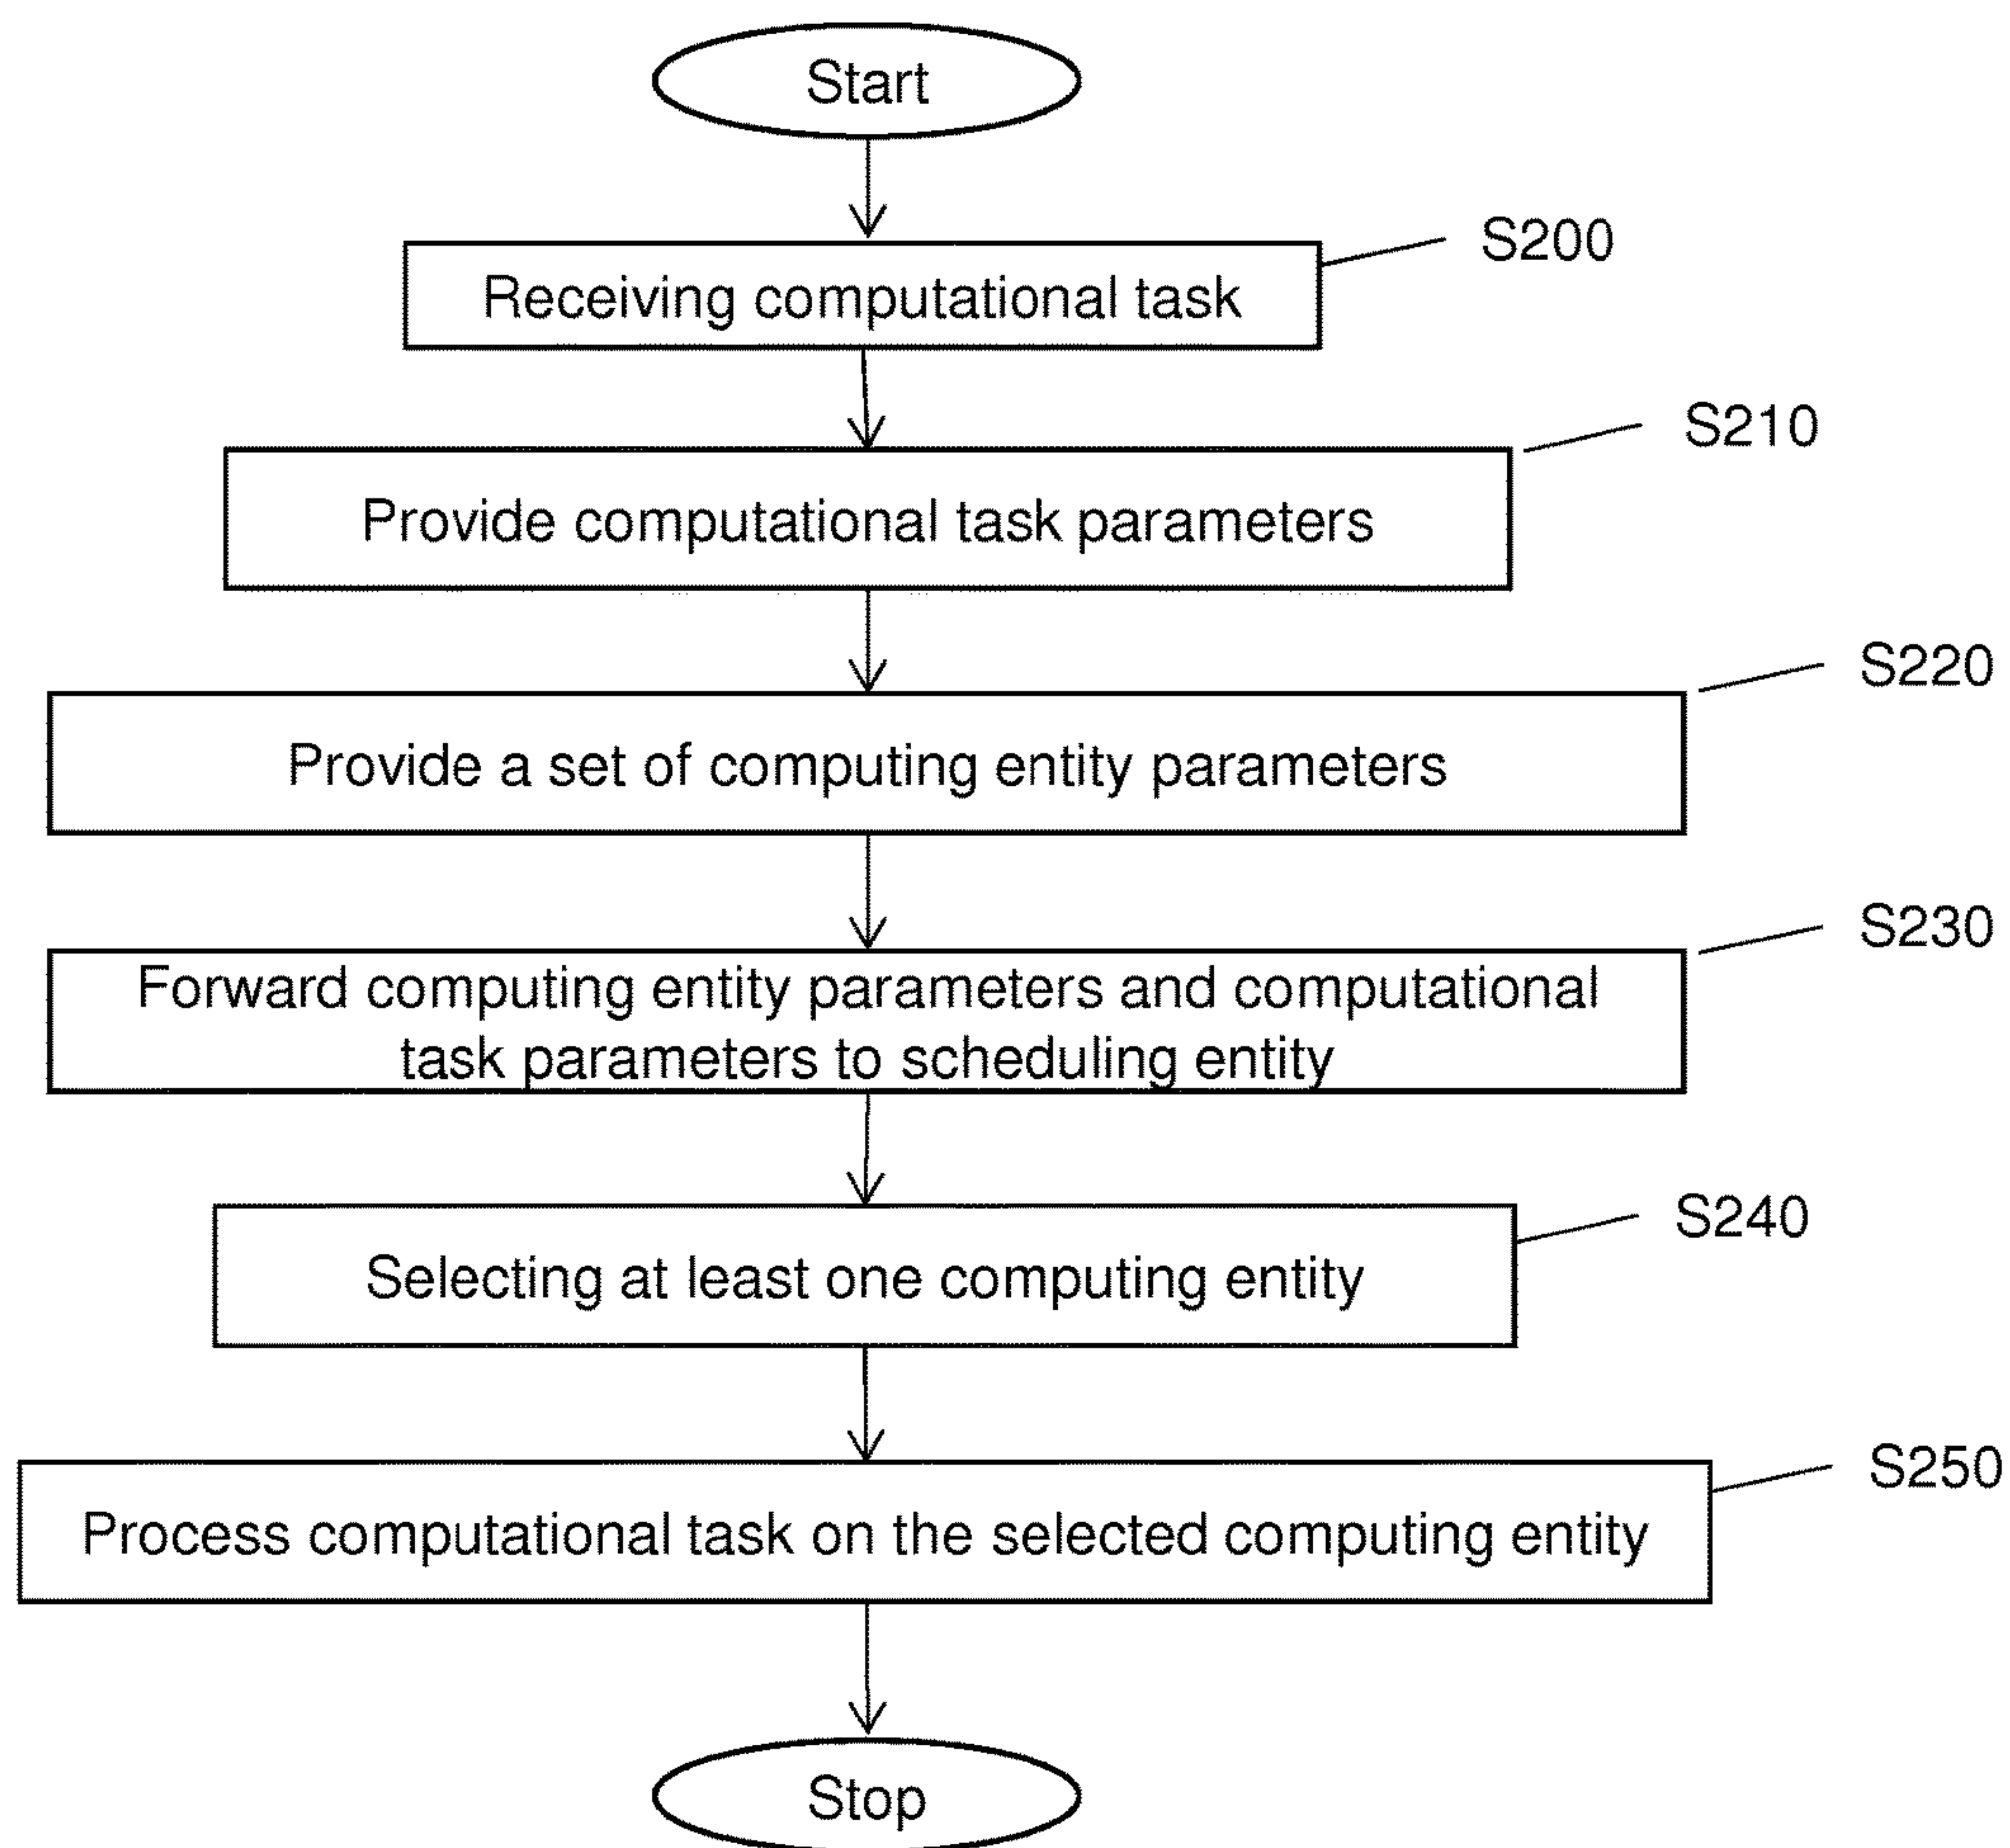 Start
S200
Receiving computational task
S210
Provide computational task parameters
S220
Provide a set of computing entity parameters
S230
Forward computing entity parameters and computational
task parameters to scheduling entity
S240
Selecting at least one computing entity
S250
Process computational task on the selected computing entity
Stop